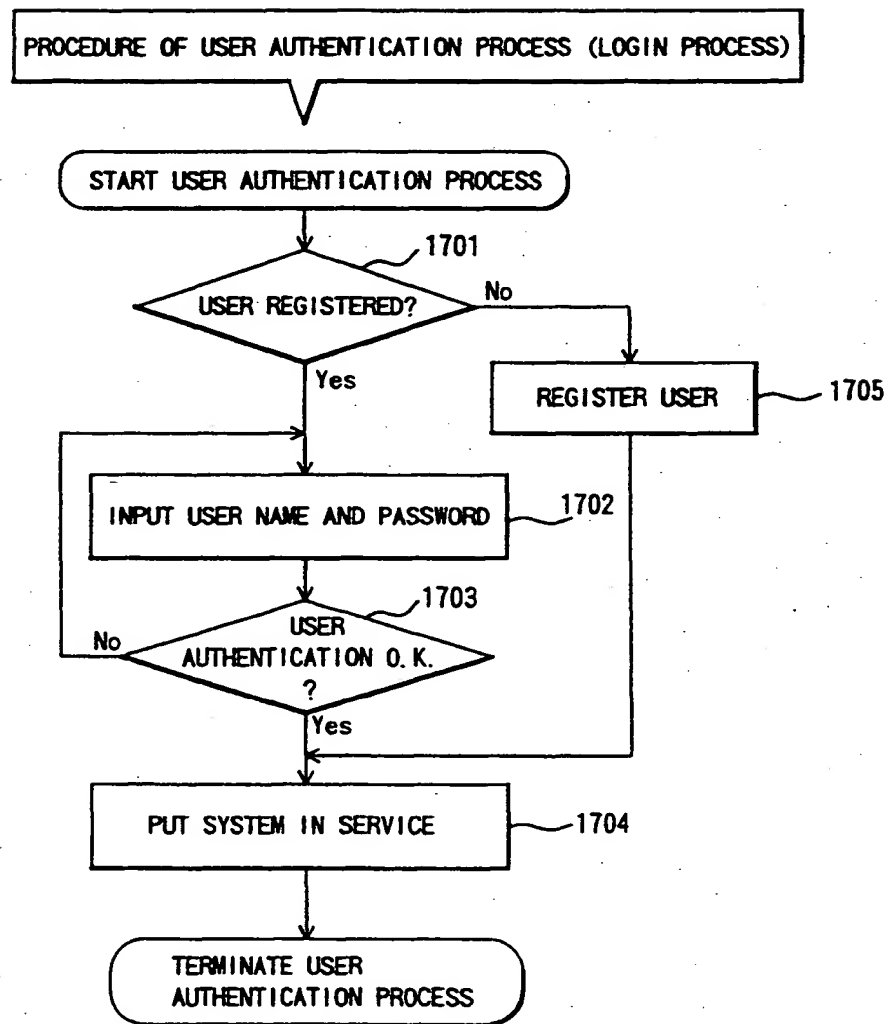 PROCEDURE OF USER AUTHENTICATION PROCESS (LOGIN PROCESS)
START USER AUTHENTICATION PROCESS
1701
USER REGISTERED?
No
Yes
REGISTER USER
1705
INPUT USER NAME AND PASSWORD
1702
1703
USER
AUTHENTICATION O.K.
?
No
Yes
PUT SYSTEM IN SERVICE
1704
TERMINATE USER
AUTHENTICATION PROCESS